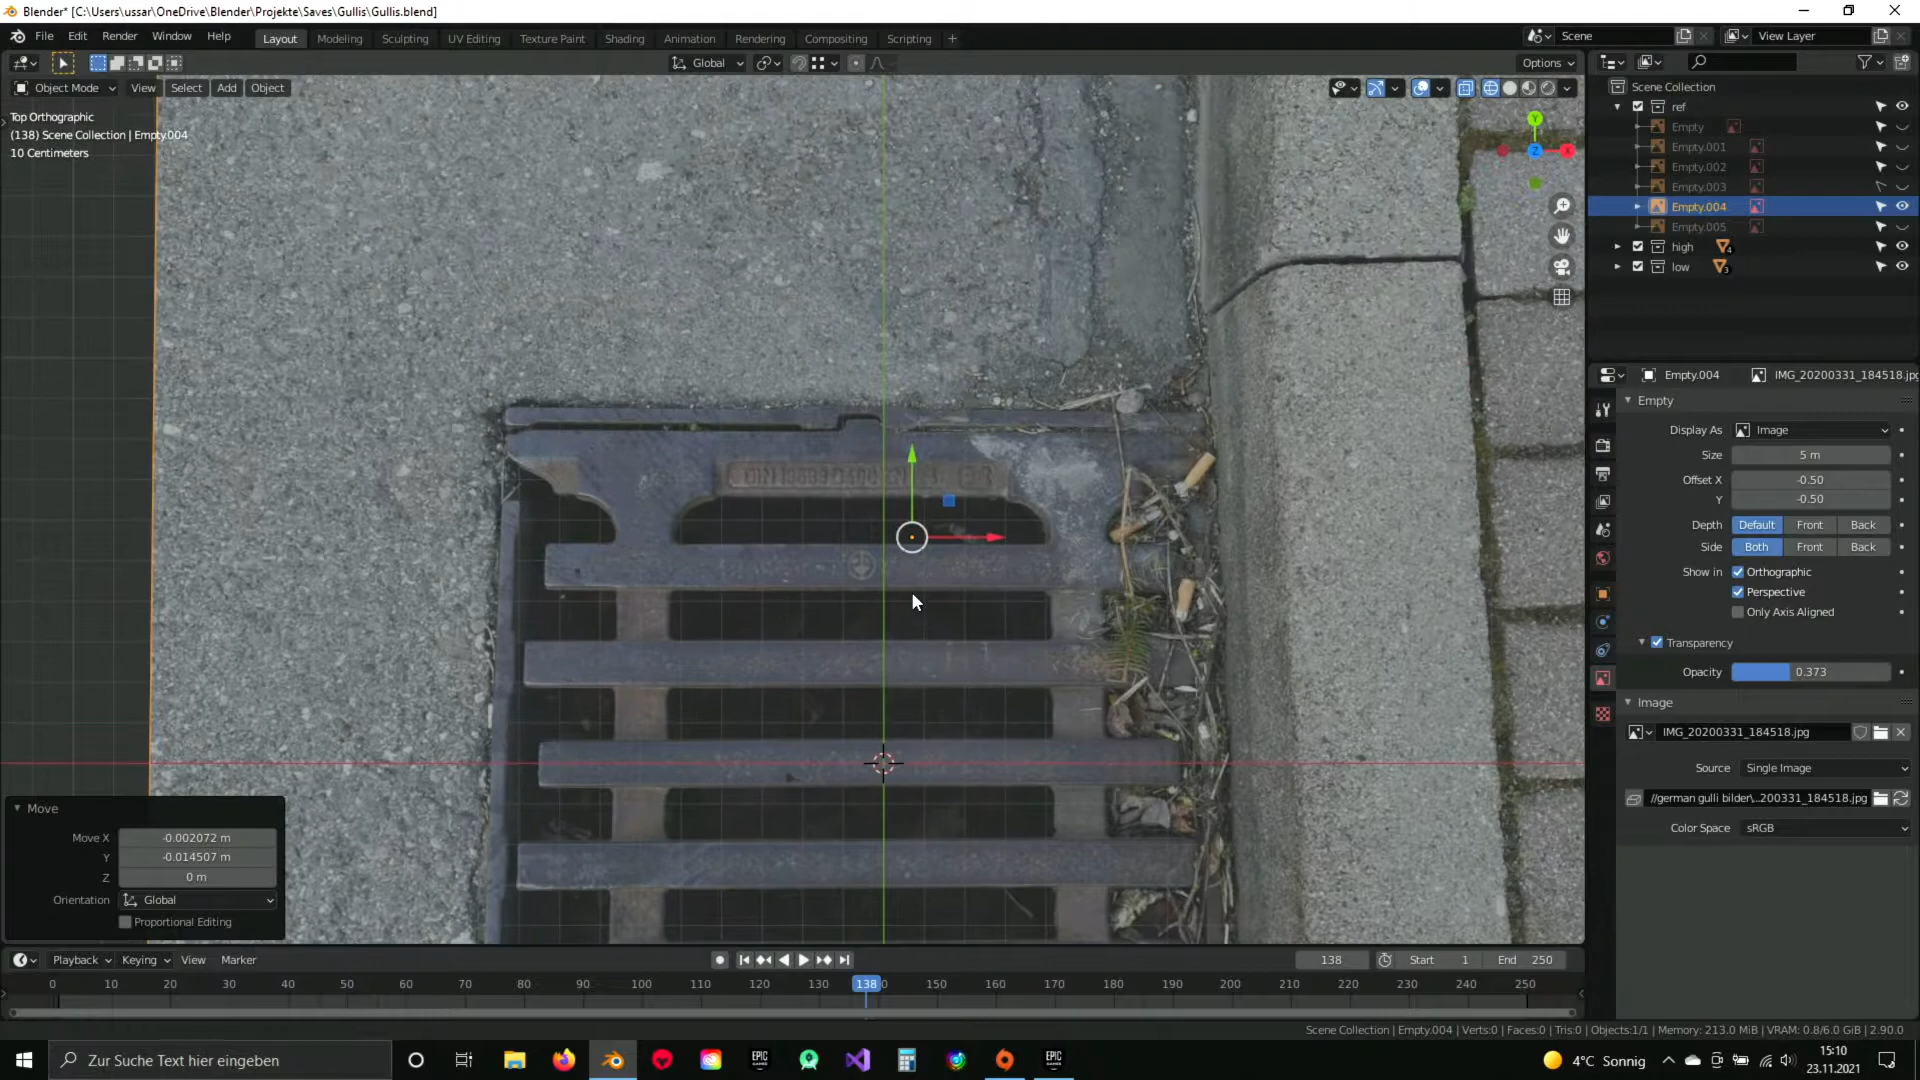 Blender* [C:\Users\ussar\OneDrive\Blender\Projekte\Saves\Gullis\Gullis.blend]
File Edit Render Window Help Layout Modeling Sculpting UV Editing Texture Paint Shading Animation Rendering Compositing Scripting + Scene View Layer
Global Options
Object Mode View Select Add Object
Top Orthographic
(138) Scene Collection | Empty.004
10 Centimeters
Y
X
Z
Scene Collection
ref
Empty
Empty.001
Empty.002
Empty.003
Empty.004
Empty.005
high 4
low 3
Empty.004 IMG_20200331_184518.jpg
Empty
Display As Image
Size 5 m
Offset X -0.50
Y -0.50
Depth Default Front Back
Side Both Front Back
Show in Orthographic
Perspective
Only Axis Aligned
Transparency
Opacity 0.373
Image
IMG_20200331_184518.jpg
Source Single Image
//german gulli bilder\...200331_184518.jpg
Color Space sRGB
Move
Move X -0.002072 m
Y -0.014507 m
Z 0 m
Orientation Global
Proportional Editing
Playback Keying View Marker 138 Start 1 End 250
0 10 20 30 40 50 60 70 80 90 100 110 120 130 138 150 160 170 180 190 200 210 220 230 240 250
Scene Collection | Empty.004 | Verts:0 | Faces:0 | Tris:0 | Objects:1/1 | Memory: 213.0 MiB | VRAM: 0.8/6.0 GiB | 2.90.0
Zur Suche Text hier eingeben
EPIC GAMES
EPIC GAMES
4°C Sonnig
15:10
23.11.2021